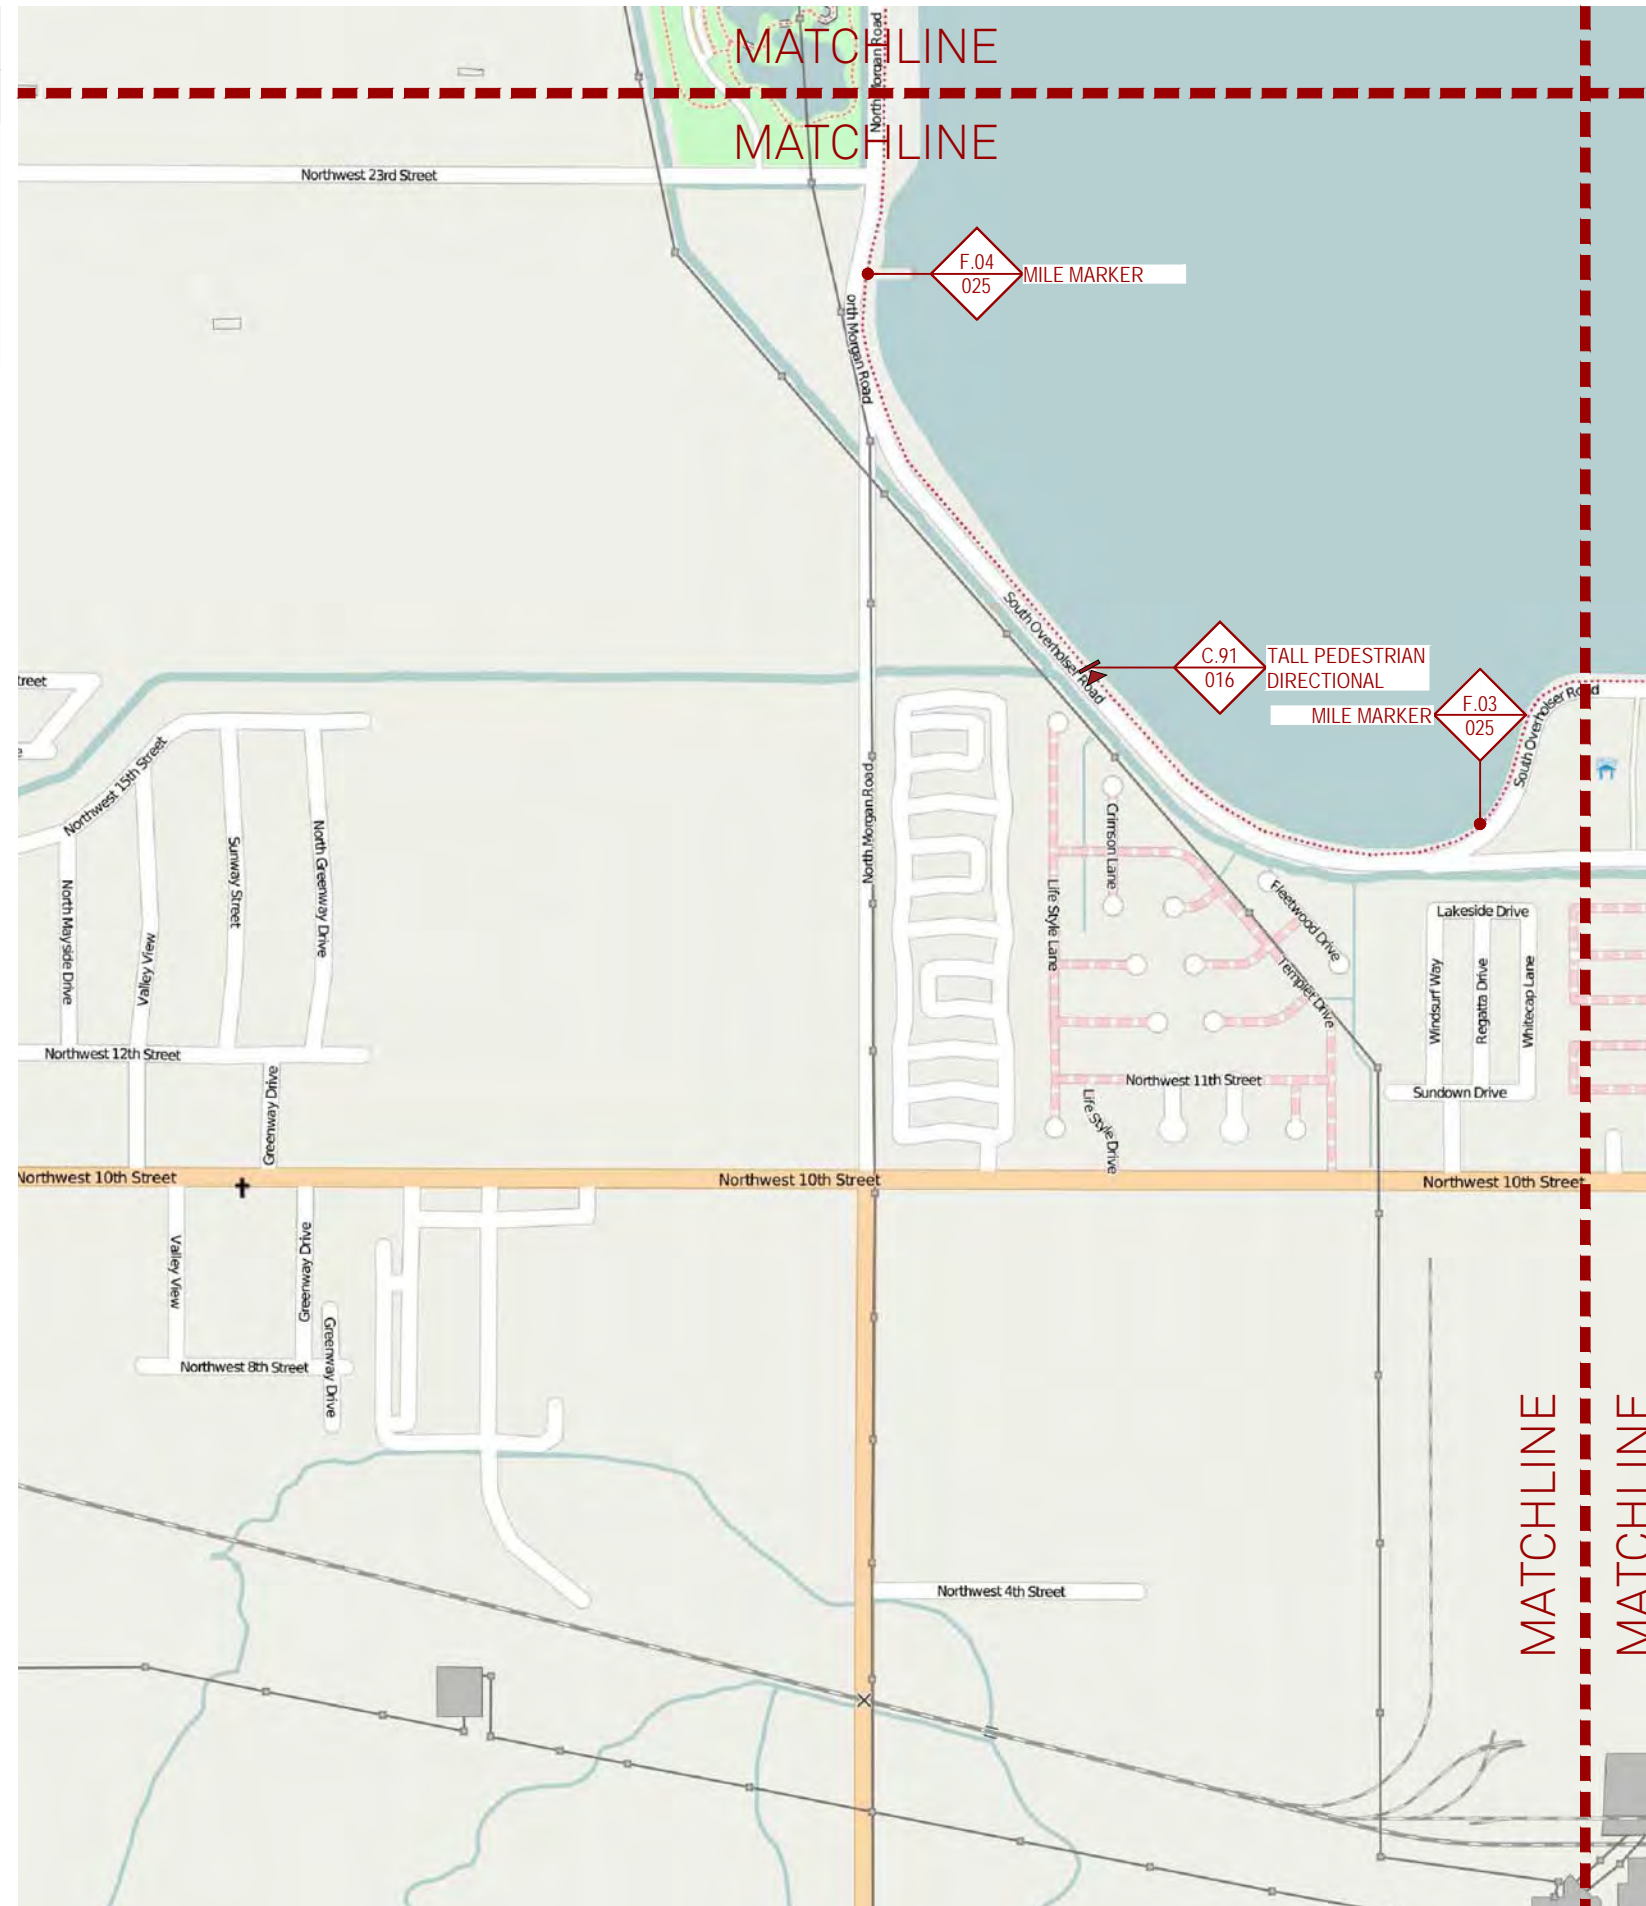 MATCHLINE
North Morgan Road
MATCHLINE
North
Northwest 23rd Street
F.04
025
MILE MARKER
orth Morgan Road
South Overholser Road
C.91
016
TALL PEDESTRIAN
DIRECTIONAL
F.03
025
MILE MARKER
South Overholser Road
treet
Northwest 15th Street
North Morgan Road
Crimson Lane
Sunway Street
North Greenway Drive
North Mayside Drive
Valley View
Life Style Lane
Fleetwood Drive
Lakeside Drive
Templet Drive
Windsurf Way
Regatta Drive
Whitecap Lane
Northwest 12th Street
Greenway Drive
Northwest 11th Street
Life Style Drive
Sundown Drive
Northwest 10th Street
Northwest 10th Street
Northwest 10th Street
Valley View
Greenway Drive
Greenway Drive
Northwest 8th Street
MATCHLINE
MATCHLINE
Northwest 4th Street